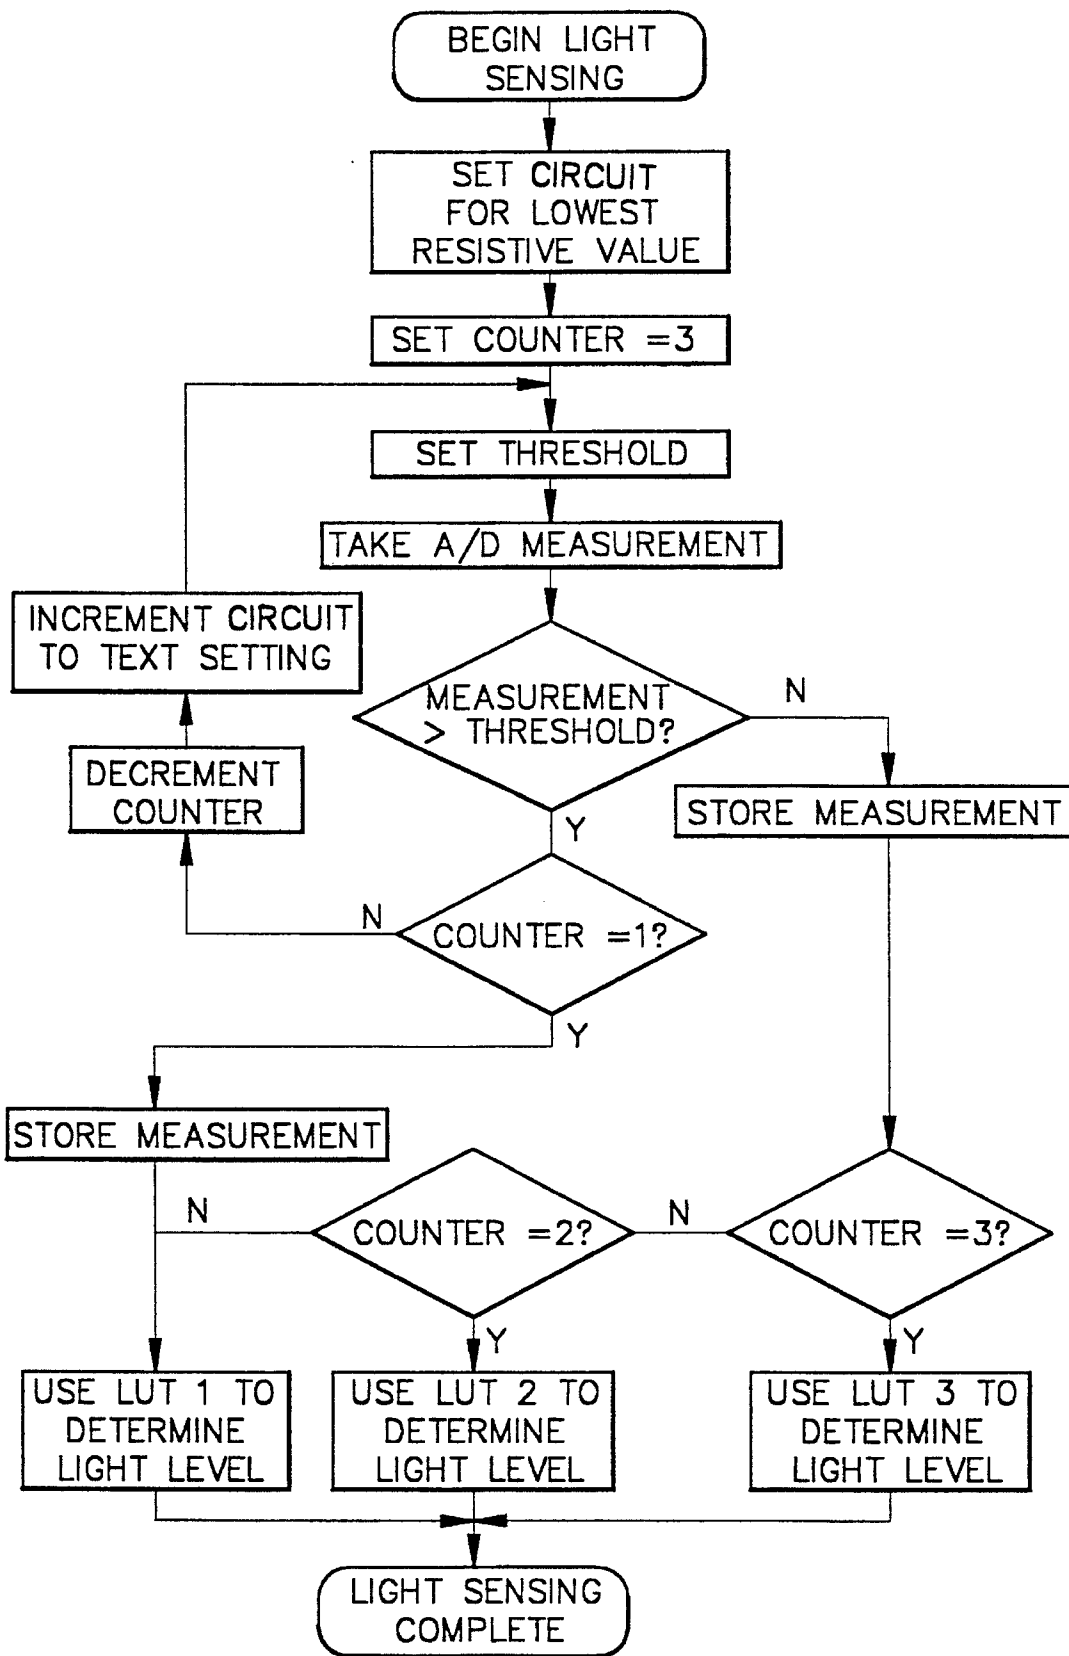 BEGIN LIGHT
SENSING
SET CIRCUIT
FOR LOWEST
RESISTIVE VALUE
SET COUNTER =3
SET THRESHOLD
TAKE A/D MEASUREMENT
INCREMENT CIRCUIT
TO TEXT SETTING
MEASUREMENT
> THRESHOLD?
N
DECREMENT
COUNTER
STORE MEASUREMENT
Y
N
COUNTER =1?
Y
STORE MEASUREMENT
N
COUNTER =2?
N
COUNTER =3?
Y
Y
USE LUT 1 TO
DETERMINE
LIGHT LEVEL
USE LUT 2 TO
DETERMINE
LIGHT LEVEL
USE LUT 3 TO
DETERMINE
LIGHT LEVEL
LIGHT SENSING
COMPLETE